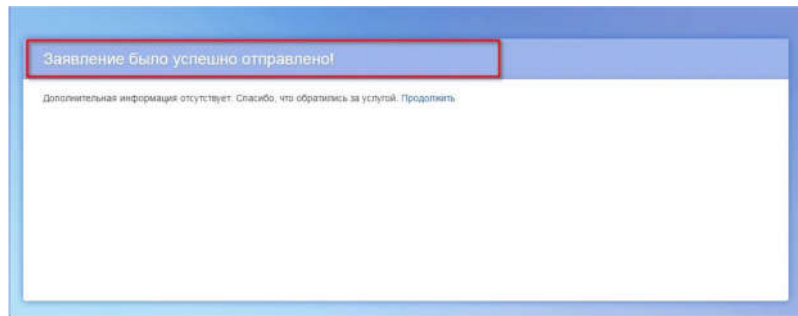 Заявление было успешно отправлено!
Дополнительная информация отсутствует. Спасибо, что обратились за услугой. Продолжить